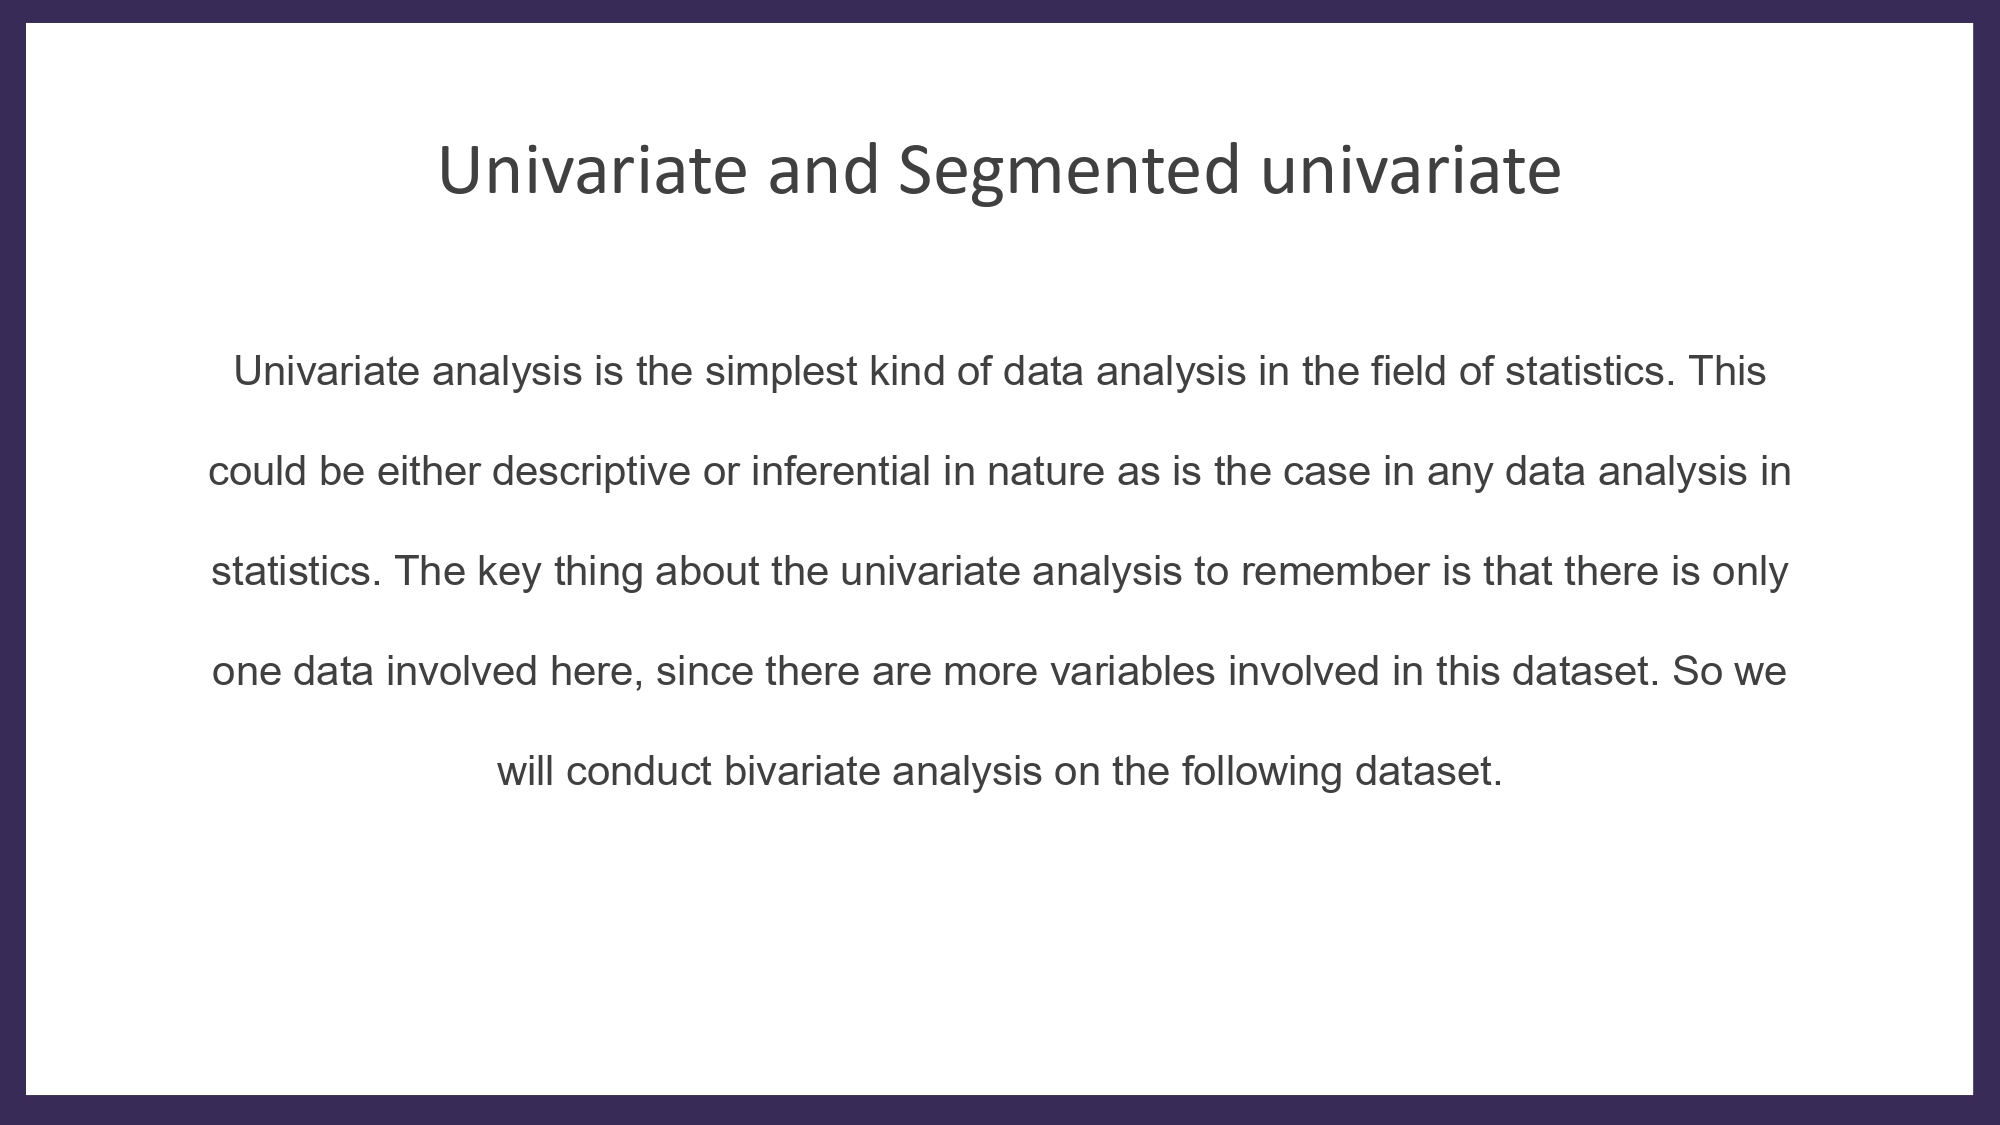 Univariate and Segmented univariate
Univariate analysis is the simplest kind of data analysis in the field of statistics. This
could be either descriptive or inferential in nature as is the case in any data analysis in
statistics. The key thing about the univariate analysis to remember is that there is only
one data involved here, since there are more variables involved in this dataset. So we
will conduct bivariate analysis on the following dataset.